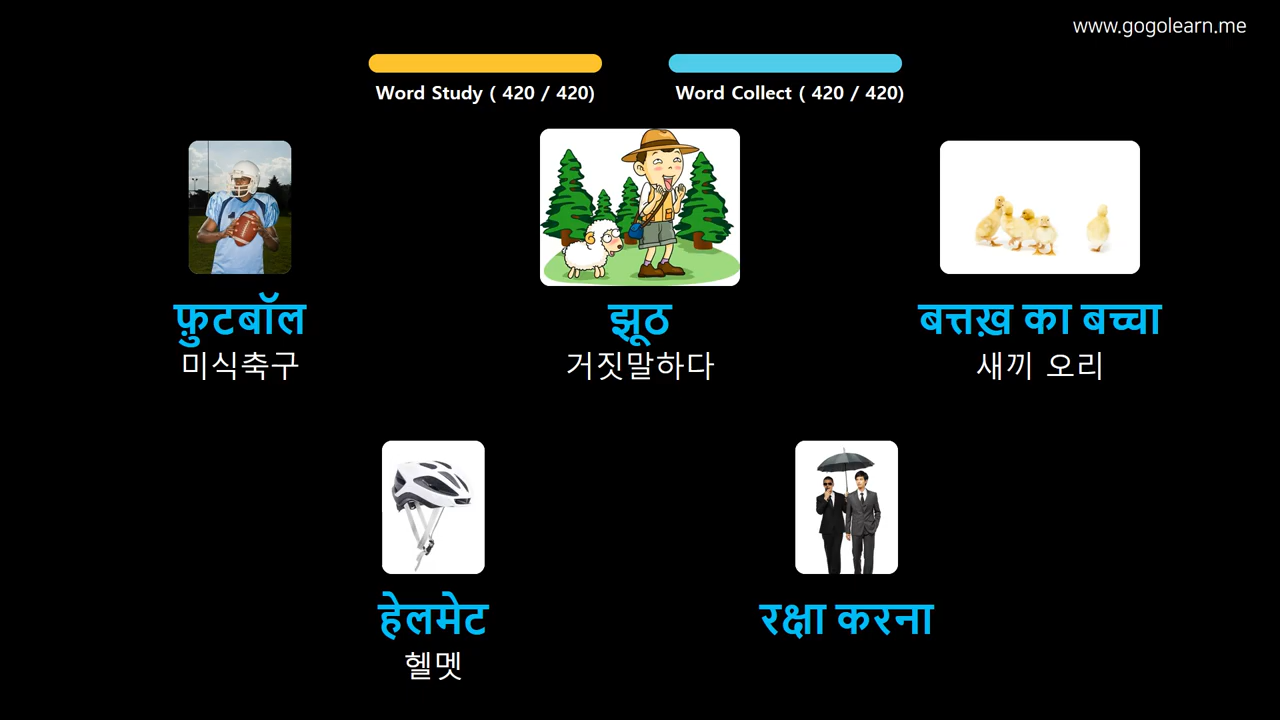 www.gogolearn.me
Word Study ( 420 / 420)
Word Collect ( 420 / 420)
फ़ुटबॉल
미식축구
झूठ
거짓말하다
बत्तख़ का बच्चा
새끼 오리
हेलमेट
헬멧
रक्षा करना